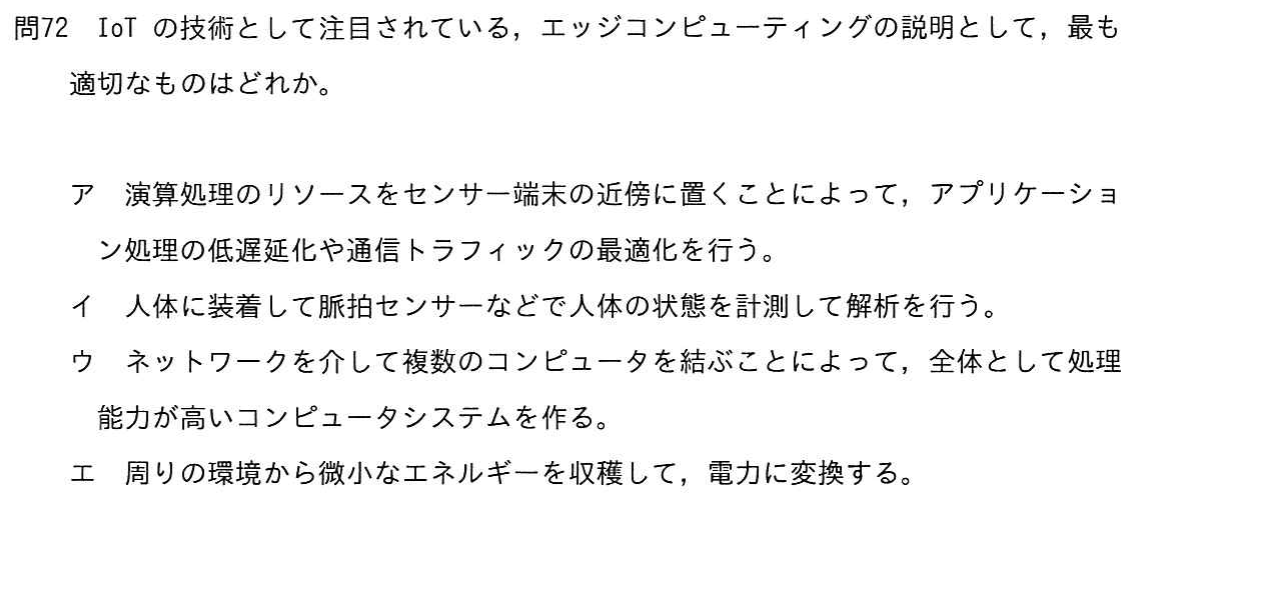 問72 IoT の技術として注目されている，エッジコンピューティングの説明として，最も
適切なものはどれか。
ア 演算処理のリソースをセンサー端末の近傍に置くことによって，アプリケーショ
ン処理の低遅延化や通信トラフィックの最適化を行う。
イ 人体に装着して脈拍センサーなどで人体の状態を計測して解析を行う。
ウ ネットワークを介して複数のコンピュータを結ぶことによって，全体として処理
能力が高いコンピュータシステムを作る。
エ 周りの環境から微小なエネルギーを収穫して，電力に変換する。